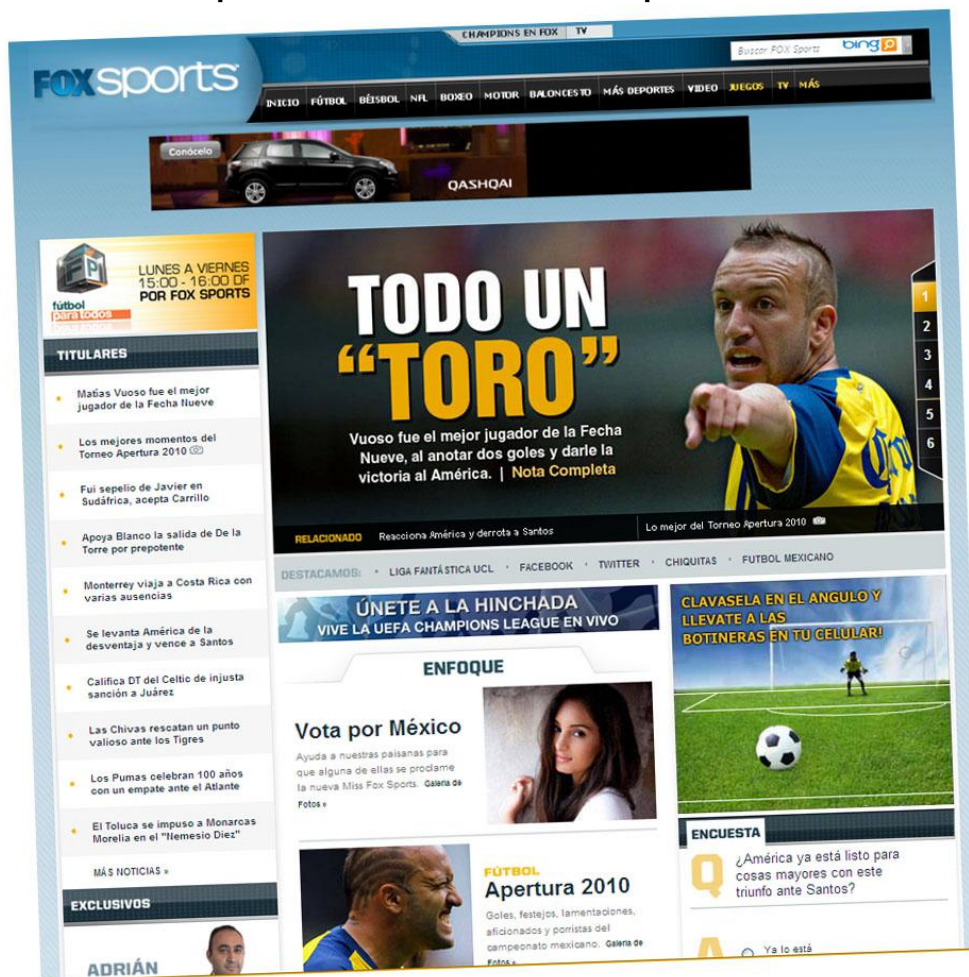 CHAMPIONS EN FOX TV
Buscar FOX Sports bing
FOX sports
INICIO FÚTBOL BÉISBOL NFL BOXEO MOTOR BALONCESTO MÁS DEPORTES VIDEO JUEGOS TV MÁS
Conócelo
QASHQAI
LUNES A VIERNES
15:00 - 16:00 DF
POR FOX SPORTS
fútbol
para todos
TITULARES
Matías Vuoso fue el mejor
jugador de la Fecha Nueve
Los mejores momentos del
Torneo Apertura 2010
Fui sepelio de Javier en
Sudáfrica, acepta Carrillo
Apoya Blanco la salida de De la
Torre por prepotente
Monterrey viaja a Costa Rica con
varias ausencias
Se levanta América de la
desventaja y vence a Santos
Califica DT del Celtic de injusta
sanción a Juárez
Las Chivas rescatan un punto
valioso ante los Tigres
Los Pumas celebran 100 años
con un empate ante el Atlante
El Toluca se impuso a Monarcas
Morelia en el "Nemesio Diez"
MÁS NOTICIAS »
EXCLUSIVOS
ADRIÁN
TODO UN
“TORO”
Vuoso fue el mejor jugador de la Fecha
Nueve, al anotar dos goles y darle la
victoria al América. | Nota Completa
1
2
3
4
5
6
RELACIONADO Reacciona América y derrota a Santos Lo mejor del Torneo Apertura 2010
DESTACAMOS: • LIGA FANTÁSTICA UCL • FACEBOOK • TWITTER • CHIQUITAS • FUTBOL MEXICANO
ÚNETE A LA HINCHADA
VIVE LA UEFA CHAMPIONS LEAGUE EN VIVO
ENFOQUE
Vota por México
Ayuda a nuestras paisanas para
que alguna de ellas se proclame
la nueva Miss Fox Sports. Galería de
Fotos »
FÚTBOL
Apertura 2010
Goles, festejos, lamentaciones,
aficionados y porristas del
campeonato mexicano. Galería de
Fotos »
CLAVASELA EN EL ANGULO Y
LLEVATE A LAS
BOTINERAS EN TU CELULAR!
ENCUESTA
Q ¿América ya está listo para
cosas mayores con este
triunfo ante Santos?
A Ya lo está